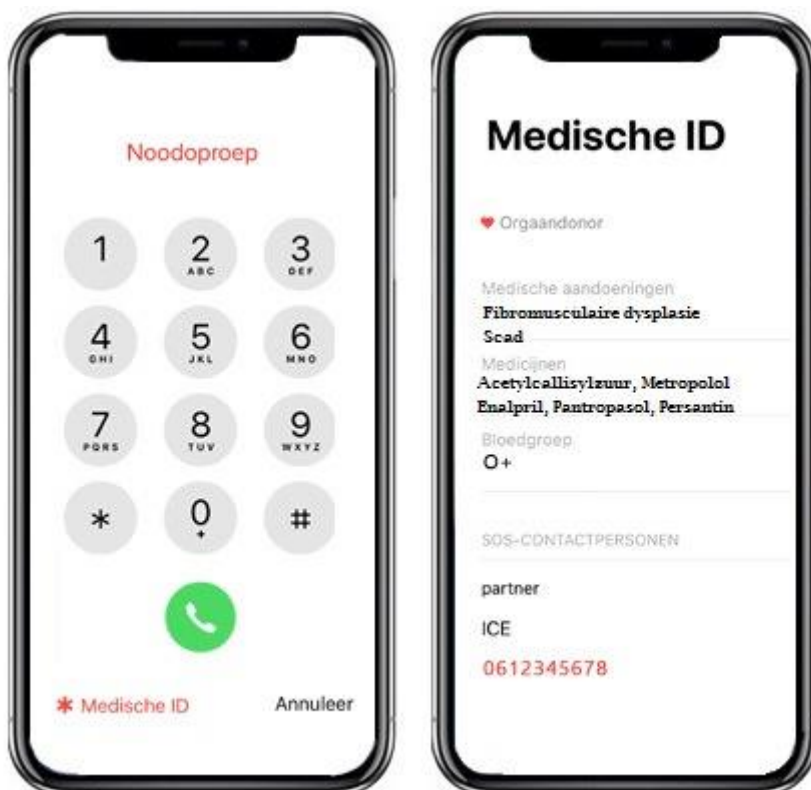 Noodoproep
1
2
ABC
3
DEF
4
GHI
5
JKL
6
MNO
7
PQRS
8
TUV
9
WXYZ
*
0
+
#
* Medische ID
Annuleer
Medische ID
Orgaandonor
Medische aandoeningen
Fibromusculaire dysplasie
Scad
Medicijnen
Acetylcallisylzuur, Metropolol
Enalpril, Pantropasol, Persantin
Bloedgroep
O+
SOS-CONTACTPERSONEN
partner
ICE
0612345678